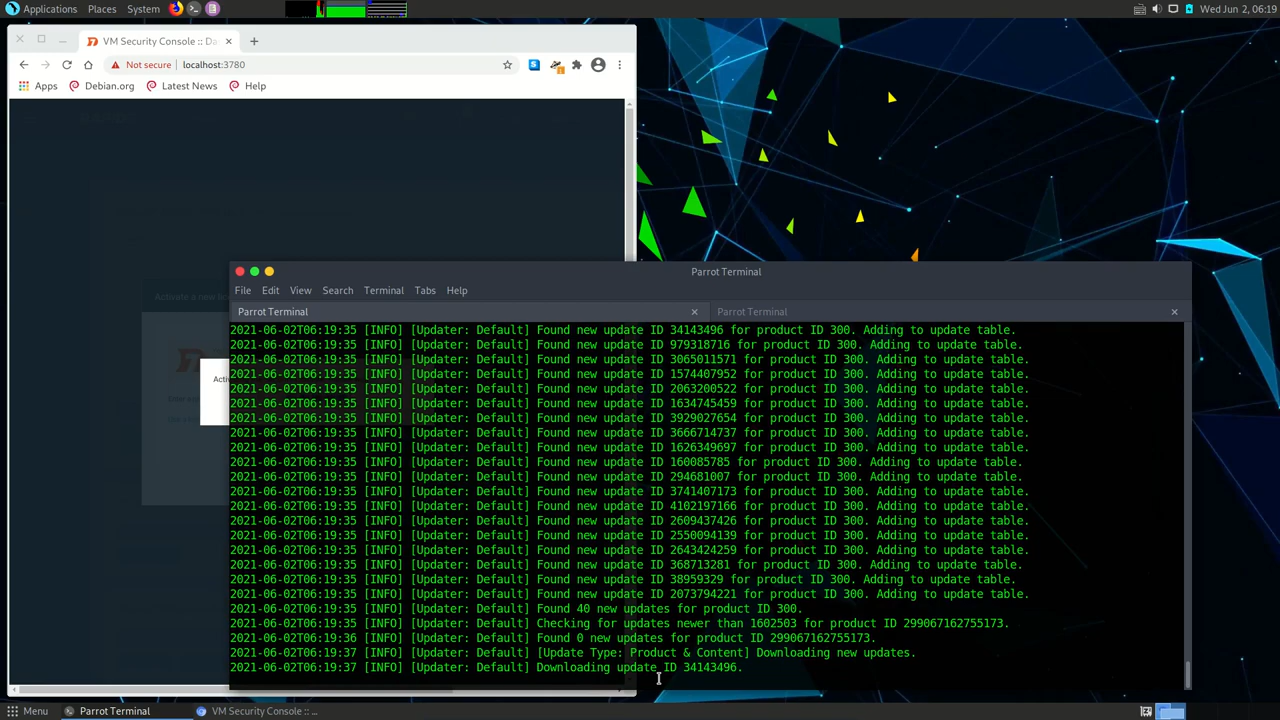 Applications Places System
Wed Jun 2, 06:19
VM Security Console :: Da
Not secure localhost:3780
Apps Debian.org Latest News Help
Activate a new
Acti
Parrot Terminal
File Edit View Search Terminal Tabs Help
Parrot Terminal Parrot Terminal
2021-06-02T06:19:35 [INFO] [Updater: Default] Found new update ID 34143496 for product ID 300. Adding to update table.
2021-06-02T06:19:35 [INFO] [Updater: Default] Found new update ID 979318716 for product ID 300. Adding to update table.
2021-06-02T06:19:35 [INFO] [Updater: Default] Found new update ID 3065011571 for product ID 300. Adding to update table.
2021-06-02T06:19:35 [INFO] [Updater: Default] Found new update ID 1574407952 for product ID 300. Adding to update table.
2021-06-02T06:19:35 [INFO] [Updater: Default] Found new update ID 2063200522 for product ID 300. Adding to update table.
2021-06-02T06:19:35 [INFO] [Updater: Default] Found new update ID 1634745459 for product ID 300. Adding to update table.
2021-06-02T06:19:35 [INFO] [Updater: Default] Found new update ID 3929027654 for product ID 300. Adding to update table.
2021-06-02T06:19:35 [INFO] [Updater: Default] Found new update ID 3666714737 for product ID 300. Adding to update table.
2021-06-02T06:19:35 [INFO] [Updater: Default] Found new update ID 1626349697 for product ID 300. Adding to update table.
2021-06-02T06:19:35 [INFO] [Updater: Default] Found new update ID 160085785 for product ID 300. Adding to update table.
2021-06-02T06:19:35 [INFO] [Updater: Default] Found new update ID 294681007 for product ID 300. Adding to update table.
2021-06-02T06:19:35 [INFO] [Updater: Default] Found new update ID 3741407173 for product ID 300. Adding to update table.
2021-06-02T06:19:35 [INFO] [Updater: Default] Found new update ID 4102197166 for product ID 300. Adding to update table.
2021-06-02T06:19:35 [INFO] [Updater: Default] Found new update ID 2609437426 for product ID 300. Adding to update table.
2021-06-02T06:19:35 [INFO] [Updater: Default] Found new update ID 2550094139 for product ID 300. Adding to update table.
2021-06-02T06:19:35 [INFO] [Updater: Default] Found new update ID 2643424259 for product ID 300. Adding to update table.
2021-06-02T06:19:35 [INFO] [Updater: Default] Found new update ID 368713281 for product ID 300. Adding to update table.
2021-06-02T06:19:35 [INFO] [Updater: Default] Found new update ID 38959329 for product ID 300. Adding to update table.
2021-06-02T06:19:35 [INFO] [Updater: Default] Found new update ID 2073794221 for product ID 300. Adding to update table.
2021-06-02T06:19:35 [INFO] [Updater: Default] Found 40 new updates for product ID 300.
2021-06-02T06:19:35 [INFO] [Updater: Default] Checking for updates newer than 1602503 for product ID 299067162755173.
2021-06-02T06:19:36 [INFO] [Updater: Default] Found 0 new updates for product ID 299067162755173.
2021-06-02T06:19:37 [INFO] [Updater: Default] [Update Type: Product & Content] Downloading new updates.
2021-06-02T06:19:37 [INFO] [Updater: Default] Downloading update ID 34143496.
Menu Parrot Terminal VM Security Console :: ...